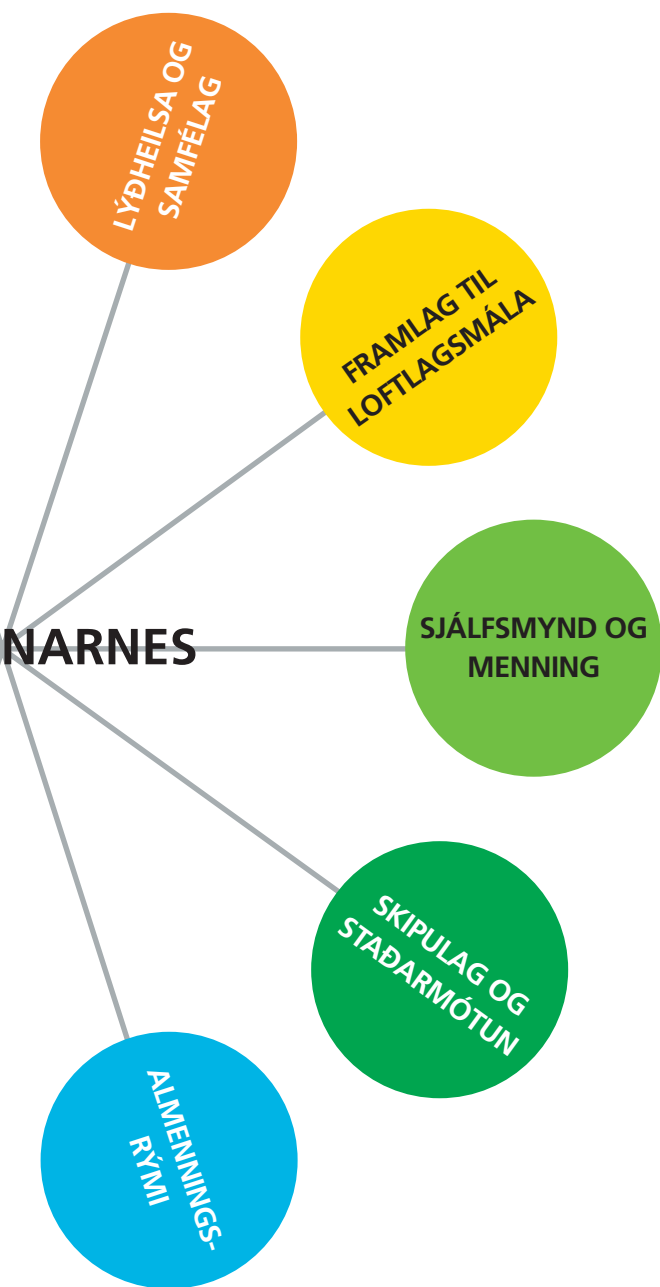 LÝÐHEILSA OG
SAMFÉLAG
FRAMLAG TIL
LOFTLAGSMÁLA
NARNES
SJÁLFSMYND OG
MENNING
SKIPULAG OG
STAÐARMÓTUN
ALMENNINGS-
RÝMI